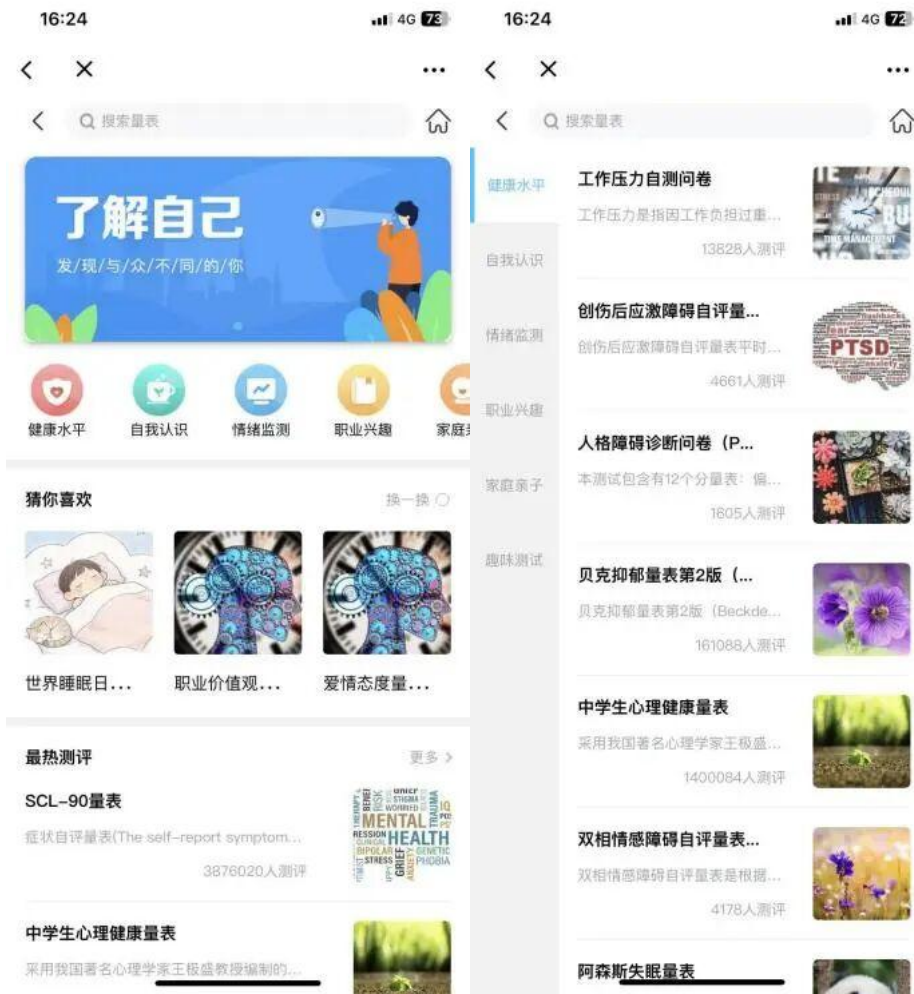 16:24
4G 73
搜索量表
了解自己
发/现/与/众/不/同/的/你
健康水平
自我认识
情绪监测
职业兴趣
家庭
猜你喜欢
换一换
世界睡眠日...
职业价值观...
爱情态度量...
最热测评
更多 >
SCL-90量表
症状自评量表(The self-report symptom...
3876020人测评
MENTAL
HEALTH
BIPOLAR
STRESS
GRIEF
ANXIETY
GENETIC
PHOBIA
TRAUMA
IQ
RISK
STIGMA
WORRIED
中学生心理健康量表
采用我国著名心理学家王极盛教授编制的...
16:24
4G 72
搜索量表
健康水平
自我认识
情绪监测
职业兴趣
家庭亲子
趣味测试
工作压力自测问卷
工作压力是指因工作负担过重...
13828人测评
TIME MANAGEMENT
创伤后应激障碍自评量...
创伤后应激障碍自评量表平时...
4661人测评
PTSD
人格障碍诊断问卷（P...
本测试包含有12个分量表：偏...
1605人测评
贝克抑郁量表第2版（...
贝克抑郁量表第2版（Beckde...
161088人测评
中学生心理健康量表
采用我国著名心理学家王极盛...
1400084人测评
双相情感障碍自评量表...
双相情感障碍自评量表是根据...
4178人测评
阿森斯失眠量表